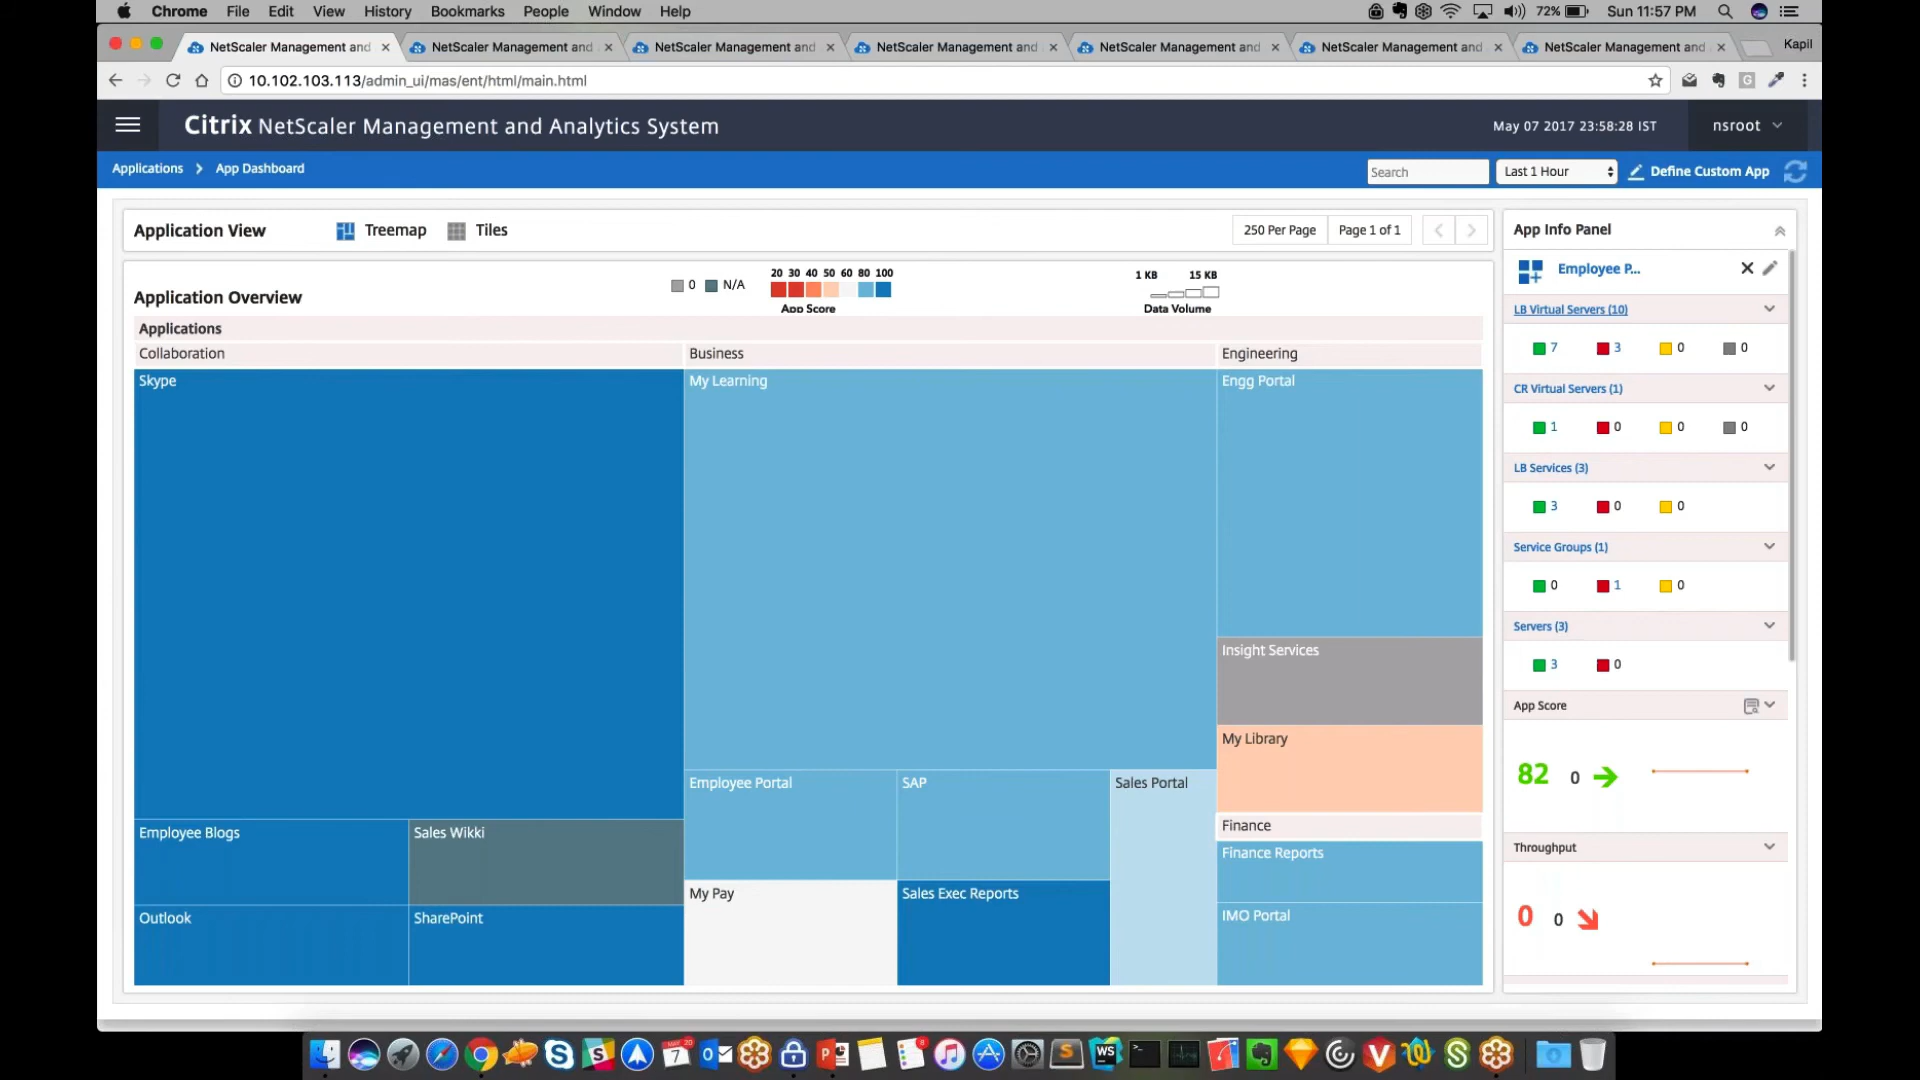 Chrome File Edit View History Bookmarks People Window Help 72% Sun 11:57 PM
NetScaler Management and NetScaler Management and NetScaler Management and NetScaler Management and NetScaler Management and NetScaler Management and NetScaler Management and Kapil
10.102.103.113/admin_ui/mas/ent/html/main.html
Citrix NetScaler Management and Analytics System May 07 2017 23:58:28 IST nsroot
Applications App Dashboard Search Last 1 Hour Define Custom App
Application View Treemap Tiles 250 Per Page Page 1 of 1
Application Overview
0 N/A
20 30 40 50 60 80 100
App Score
1 KB 15 KB
Data Volume
Applications
Collaboration Business Engineering
Skype My Learning Engg Portal
Insight Services
My Library
Employee Portal SAP Sales Portal
Finance
Employee Blogs Sales Wikki Finance Reports
My Pay Sales Exec Reports
Outlook SharePoint IMO Portal
App Info Panel
Employee P...
LB Virtual Servers (10)
7 3 0 0
CR Virtual Servers (1)
1 0 0 0
LB Services (3)
3 0 0
Service Groups (1)
0 1 0
Servers (3)
3 0
App Score
82 0
Throughput
0 0